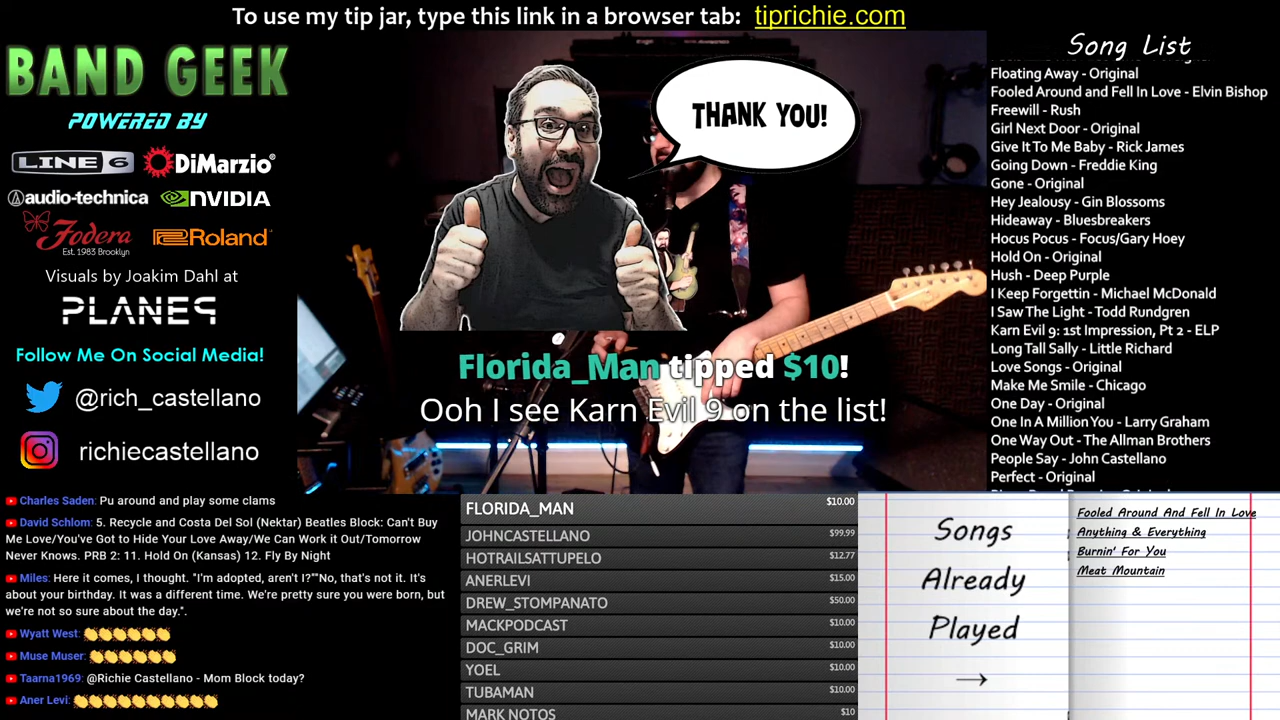 To use my tip jar, type this link in a browser tab: tiprichie.com
BAND GEEK
POWERED BY
LINE 6
DiMarzio®
audio-technica
NVIDIA
Fodera
Est. 1983 Brooklyn
Roland
Visuals by Joakim Dahl at
PLANE9
Follow Me On Social Media!
@rich_castellano
richiecastellano
THANK YOU!
Florida_Man tipped $10!
Ooh I see Karn Evil 9 on the list!
Song List
Floating Away - Original
Fooled Around and Fell In Love - Elvin Bishop
Freewill - Rush
Girl Next Door - Original
Give It To Me Baby - Rick James
Going Down - Freddie King
Gone - Original
Hey Jealousy - Gin Blossoms
Hideaway - Bluesbreakers
Hocus Pocus - Focus/Gary Hoey
Hold On - Original
Hush - Deep Purple
I Keep Forgettin - Michael McDonald
I Saw The Light - Todd Rundgren
Karn Evil 9: 1st Impression, Pt 2 - ELP
Long Tall Sally - Little Richard
Love Songs - Original
Make Me Smile - Chicago
One Day - Original
One In A Million You - Larry Graham
One Way Out - The Allman Brothers
People Say - John Castellano
Perfect - Original
Charles Saden: Pu around and play some clams
David Schlom: 5. Recycle and Costa Del Sol (Nektar) Beatles Block: Can't Buy
Me Love/You've Got to Hide Your Love Away/We Can Work it Out/Tomorrow
Never Knows. PRB 2: 11. Hold On (Kansas) 12. Fly By Night
Miles: Here it comes, I thought. "I'm adopted, aren't I?""No, that's not it. It's
about your birthday. It was a different time. We're pretty sure you were born, but
we're not so sure about the day.".
Wyatt West: 👏👏👏👏👏👏
Muse Muser: 👏👏👏👏👏👏
Taarna1969: @Richie Castellano - Mom Block today?
Aner Levi: 👏👏👏👏👏👏👏👏👏👏
FLORIDA_MAN $10.00
JOHNCASTELLANO $99.99
HOTRAILSATTUPELO $12.77
ANERLEVI $15.00
DREW_STOMPANATO $50.00
MACKPODCAST $10.00
DOC_GRIM $10.00
YOEL $10.00
TUBAMAN $10.00
MARK NOTOS $10
Songs
Already
Played
→
Fooled Around And Fell In Love
Anything & Everything
Burnin' For You
Meat Mountain